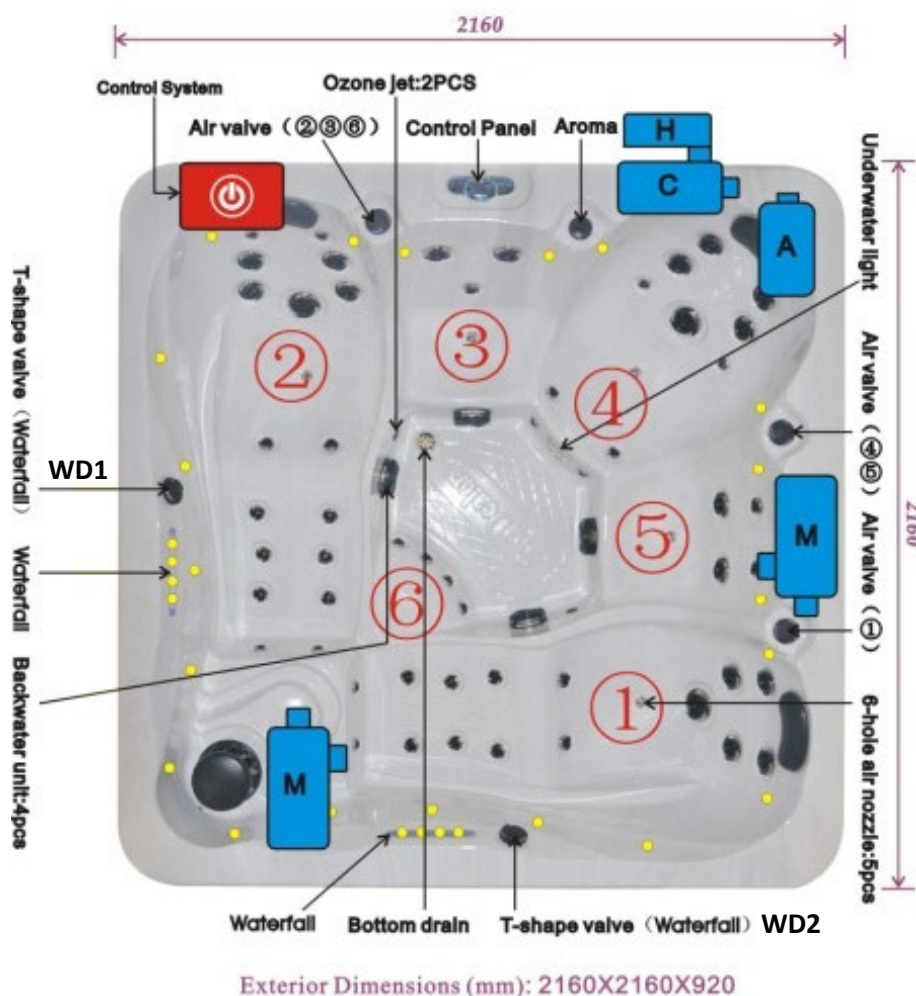 2160
Control System
Ozone jet:2PCS
Air valve（②③⑥）
Control Panel
Aroma
H
C
A
Underwater light
T-shape valve（Waterfall）
WD1
②
③
④
Air valve（④⑤）
2160
⑤
M
Waterfall
⑥
Air valve（①）
Backwater unit:4pcs
①
6-hole air nozzle:5pcs
M
Waterfall
Bottom drain
T-shape valve（Waterfall）WD2
Exterior Dimensions (mm): 2160X2160X920